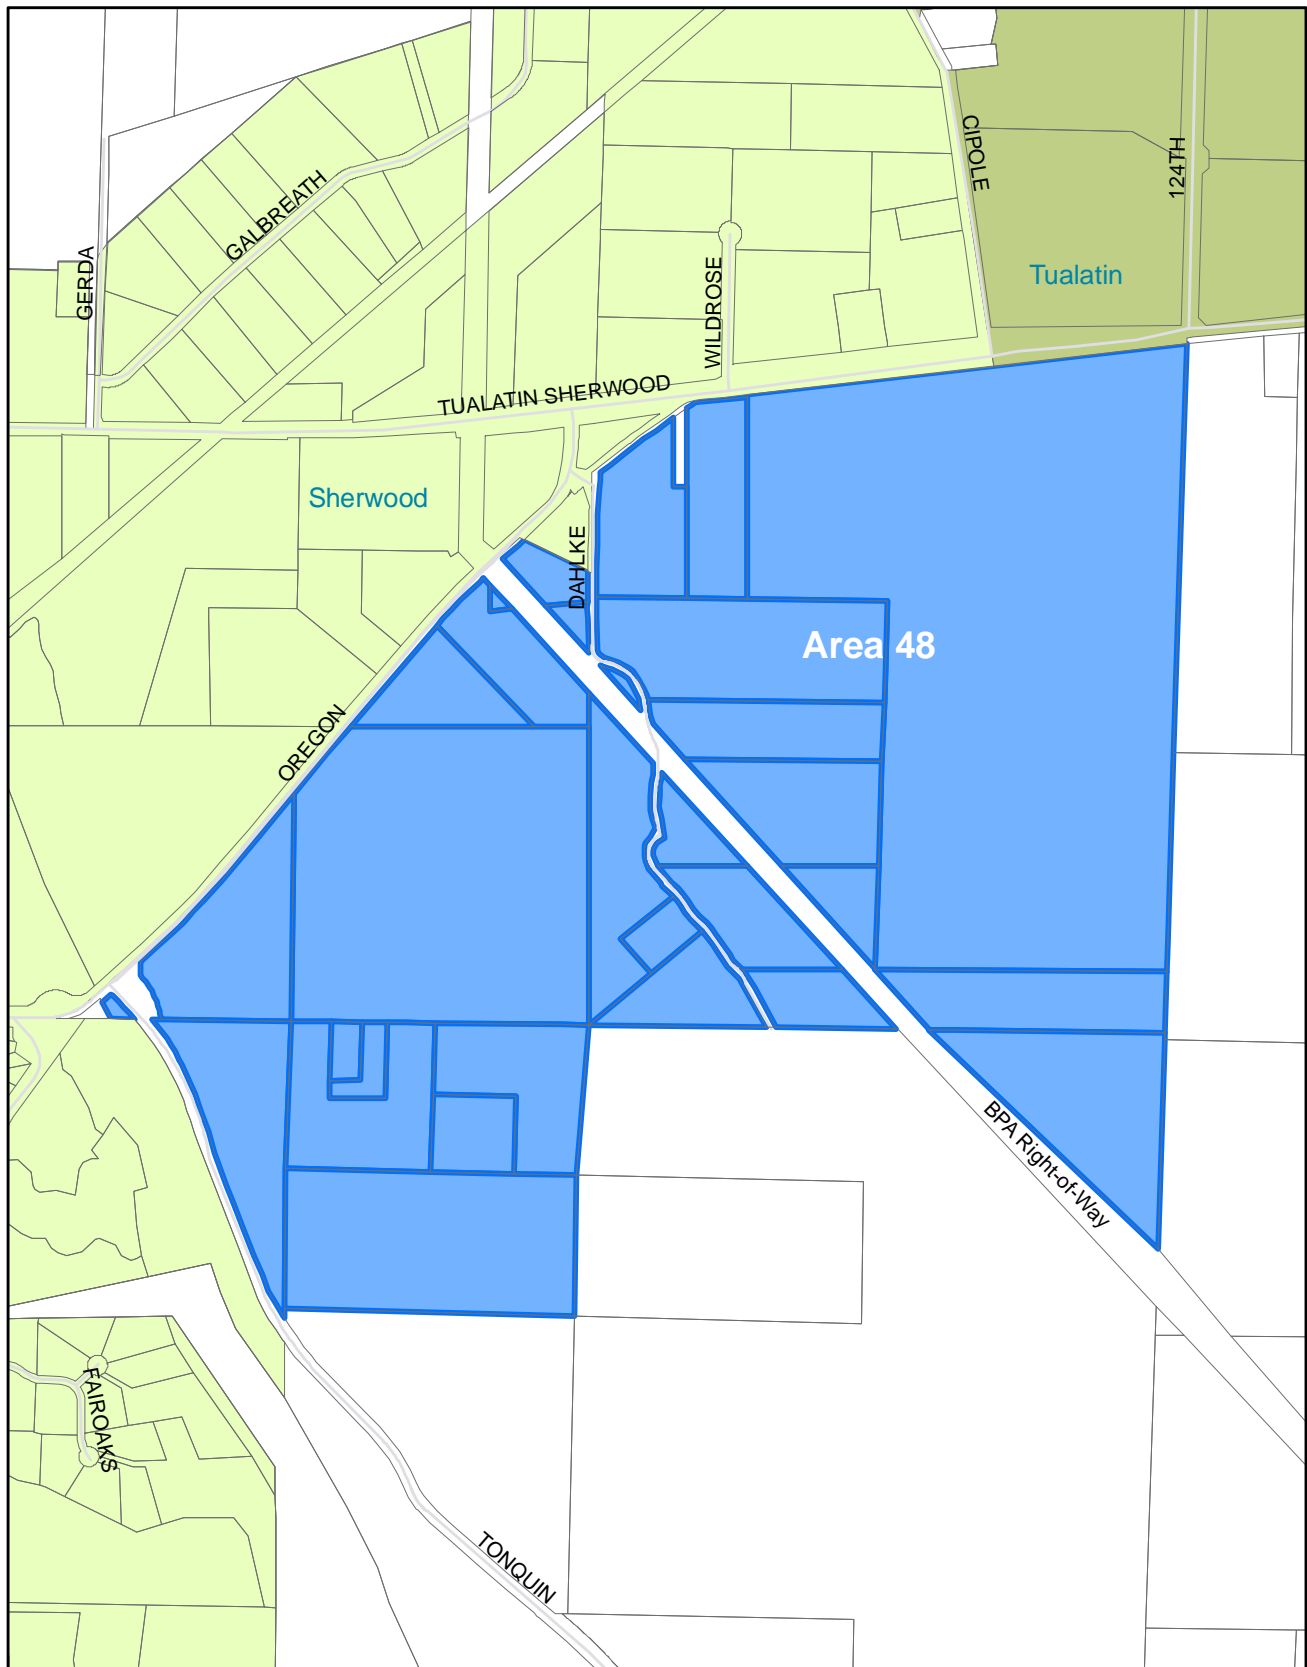 CIPOLE
124TH
GALBREATH
GERDA
WILDROSE
Tualatin
TUALATIN SHERWOOD
Sherwood
DAHLKE
Area 48
OREGON
BPA Right-of-Way
FAIROAKS
TONQUIN